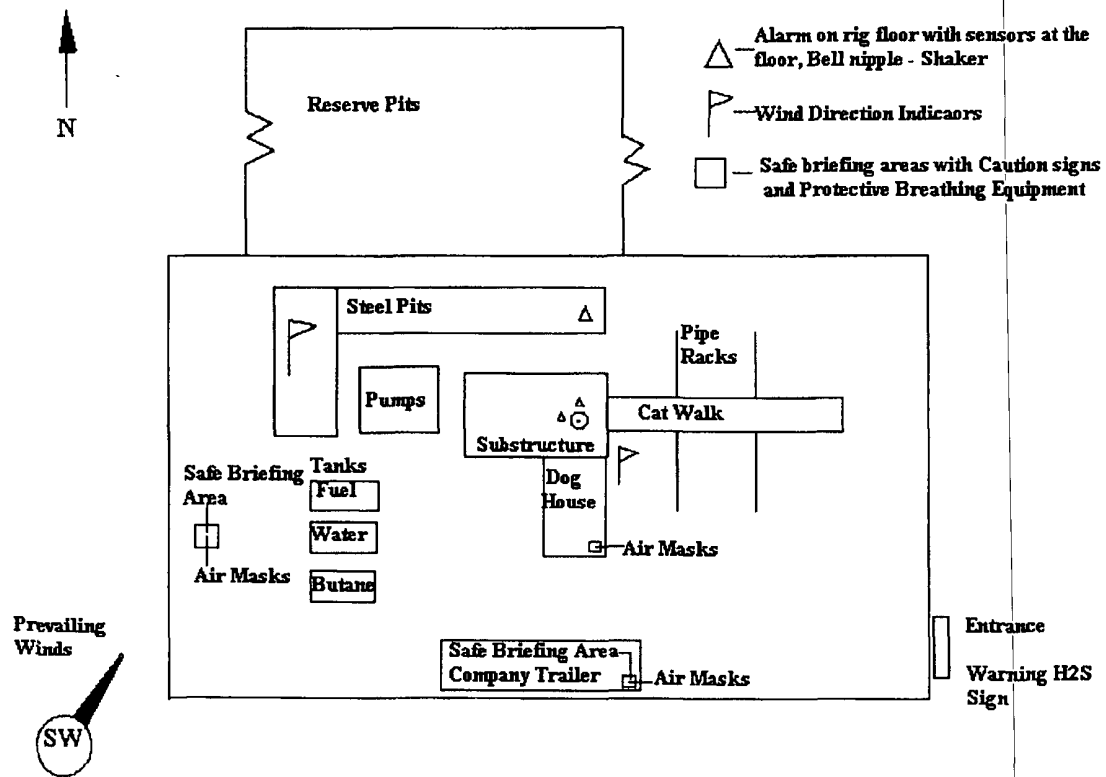 Alarm on rig floor with sensors at the
floor, Bell nipple - Shaker
Wind Direction Indicaors
Safe briefing areas with Caution signs
and Protective Breathing Equipment
N
Reserve Pits
Steel Pits
Pipe
Racks
Pumps
Cat Walk
Substructure
Safe Briefing
Area
Air Masks
Tanks
Fuel
Water
Butane
Dog
House
Air Masks
Prevailing
Winds
SW
Safe Briefing Area
Company Trailer
Air Masks
Entrance
Warning H2S
Sign